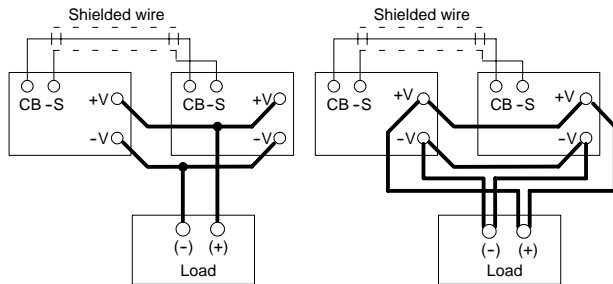 Shielded wire
Shielded wire
CB -S
+V
CB -S
+V
CB -S
+V
CB -S
+V
-V
-V
-V
-V
(-) (+)
(-) (+)
Load
Load